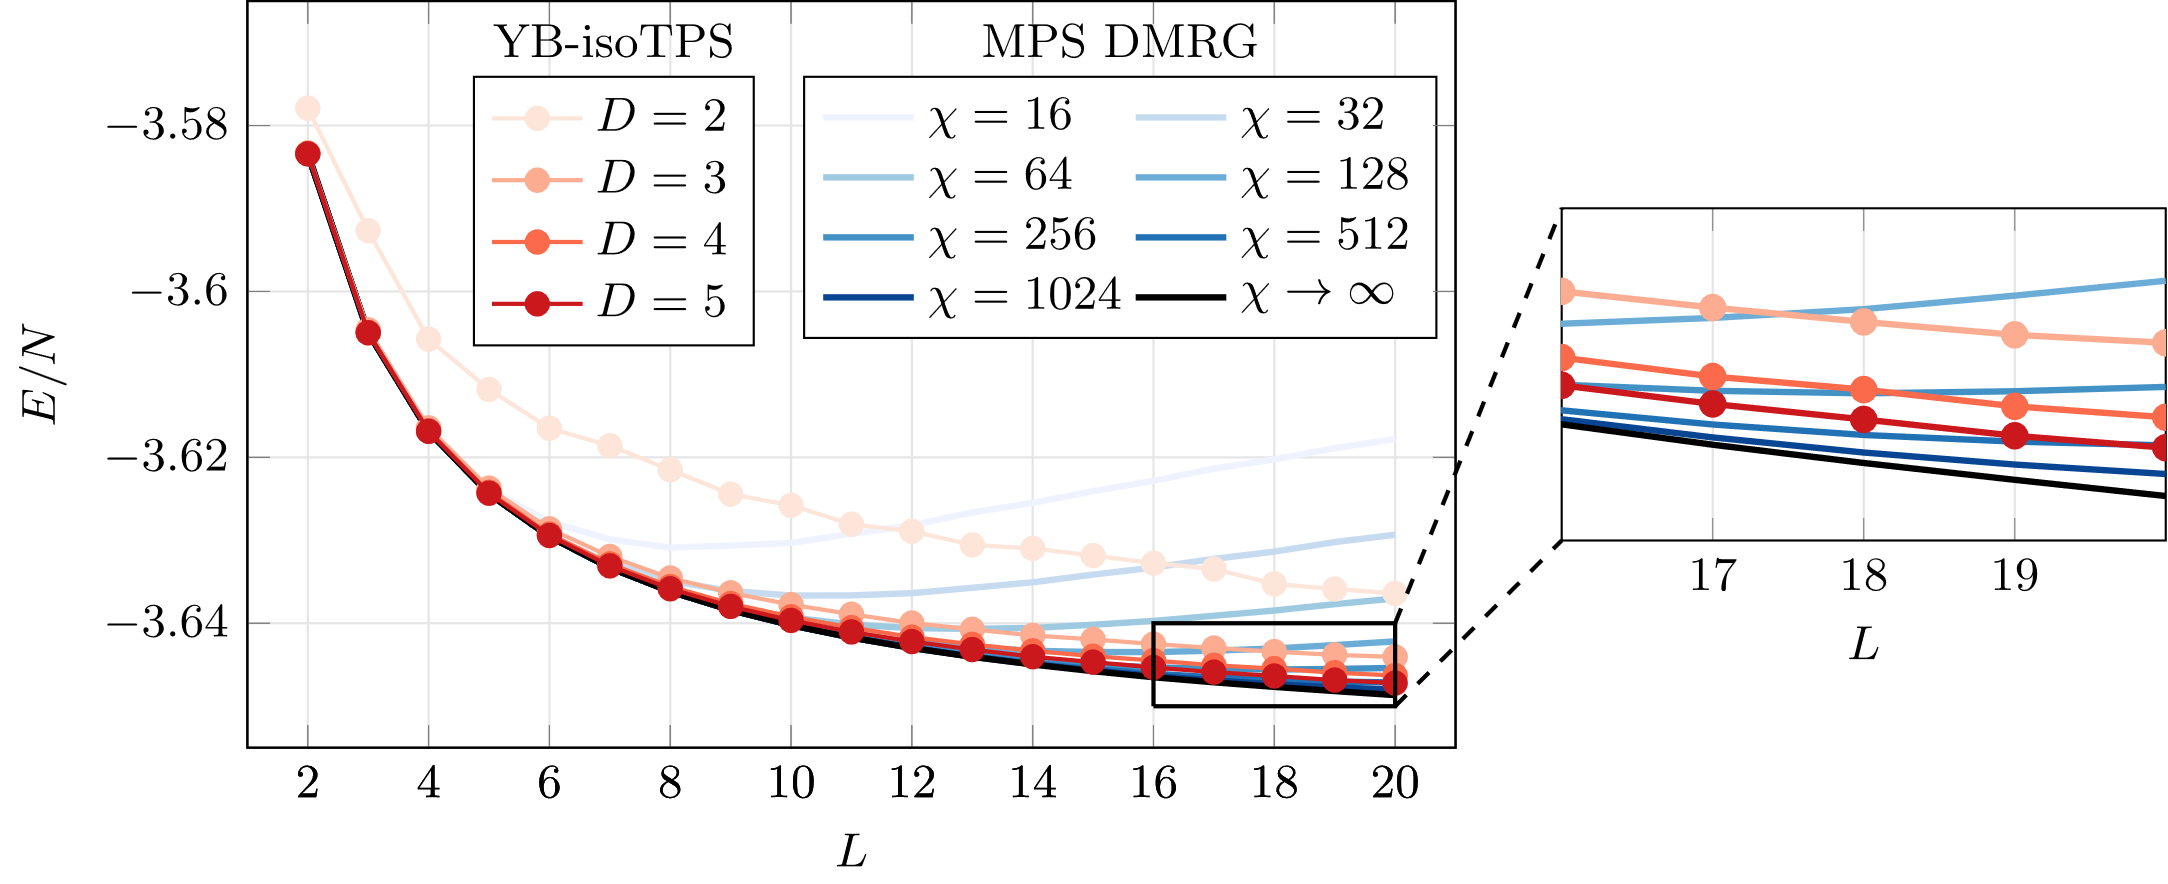 YB-isoTPS
MPS DMRG
D = 2
D = 3
D = 4
D = 5
χ = 16
χ = 32
χ = 64
χ = 128
χ = 256
χ = 512
χ = 1024
χ → ∞
E/N
−3.58
−3.6
−3.62
−3.64
2 4 6 8 10 12 14 16 18 20
L
17 18 19
L